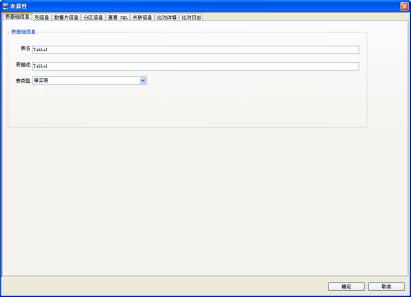 表属性
表基础信息 列信息 数据片信息 分区信息 查看 SQL 关联信息 比对详情 比对日志
表基础信息
表名 Table1
表描述 Table1
表类型 事实表
确定 取消